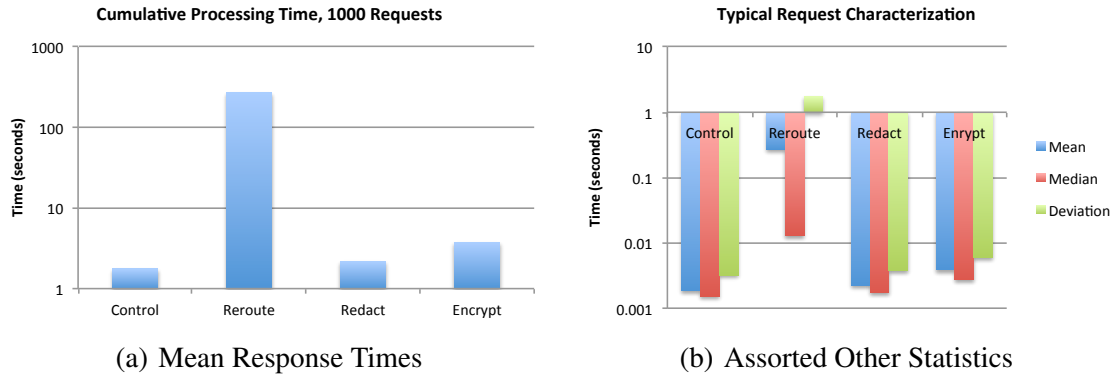 Cumulative Processing Time, 1000 Requests
Time (seconds)
1000
100
10
1
Control Reroute Redact Encrypt
(a) Mean Response Times
Typical Request Characterization
Time (seconds)
10
1
0.1
0.01
0.001
Control Reroute Redact Enrypt
Mean
Median
Deviation
(b) Assorted Other Statistics